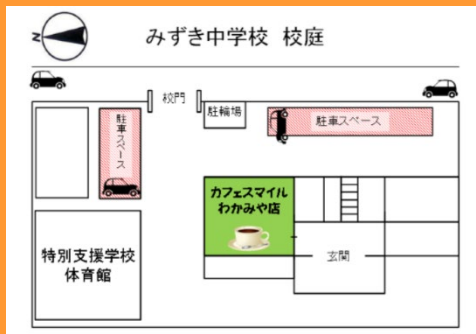 N
みずき中学校 校庭
校門
駐輪場
駐車スペース
駐車スペース
カフェスマイル
わかみや店
特別支援学校
体育館
玄関